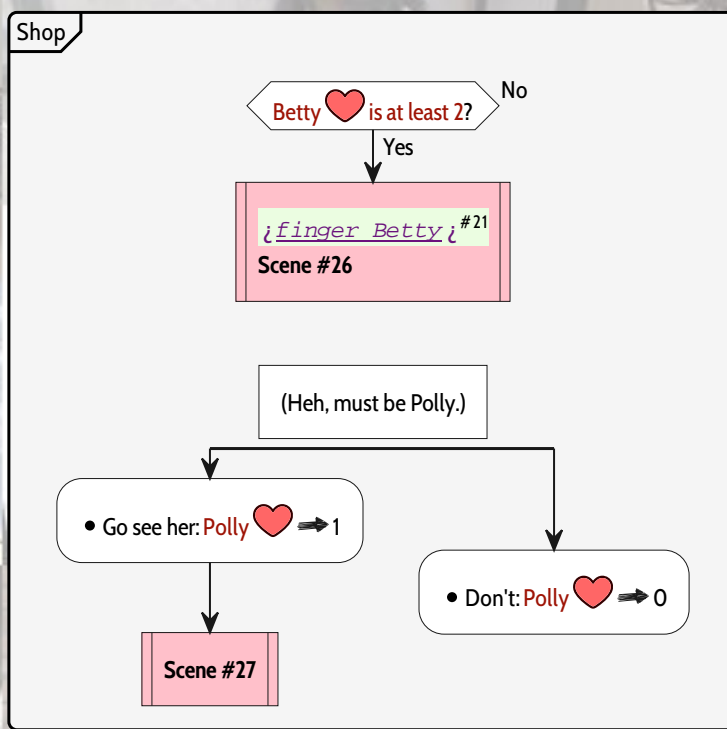 Shop
Betty is at least 2?
No
Yes
¿finger Betty¿#21
Scene #26
(Heh, must be Polly.)
• Go see her: Polly 1
• Don't: Polly 0
Scene #27